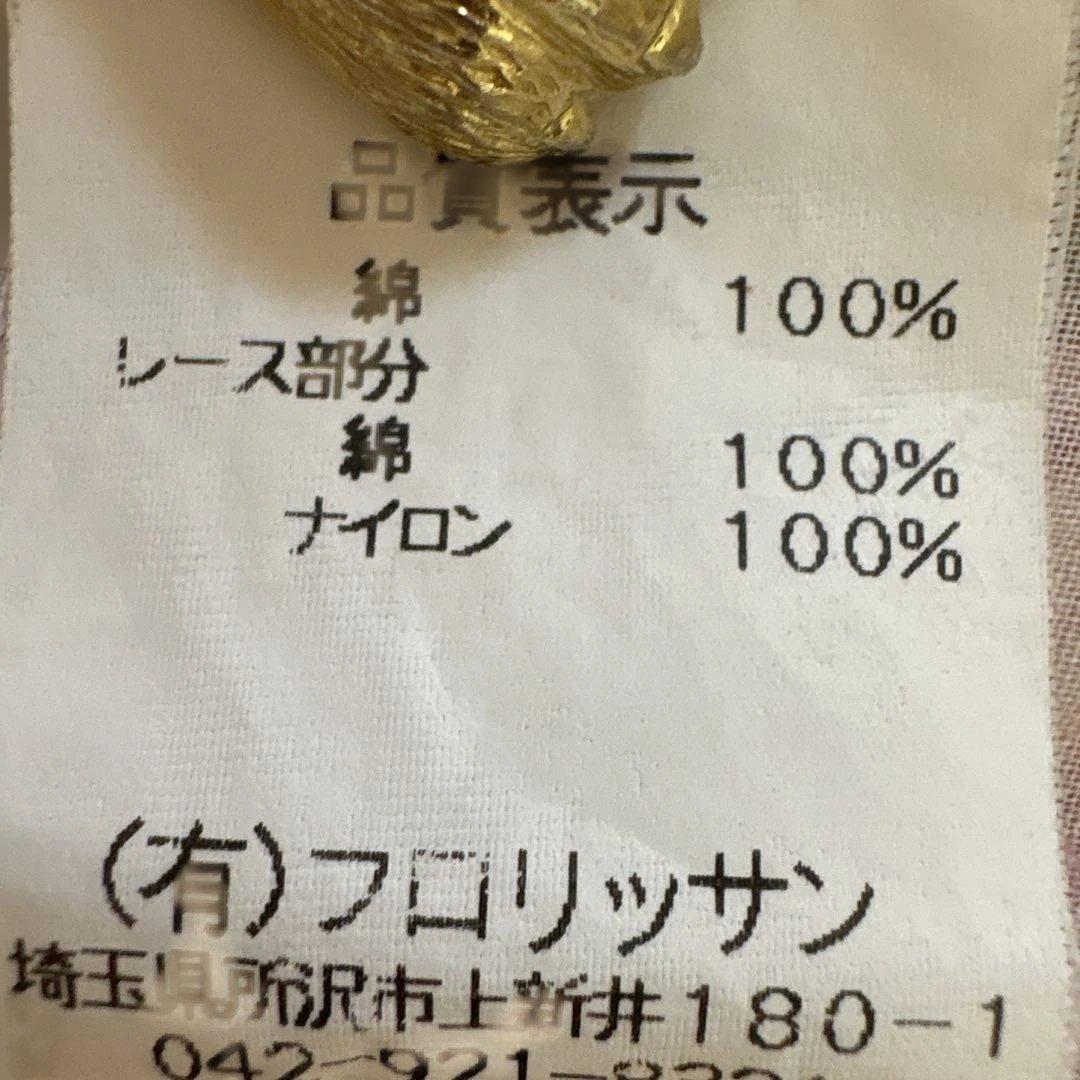 品質表示
綿 100%
レース部分
綿 100%
ナイロン 100%
(有)フロリッサン
埼玉県所沢市上新井180-1
042-921-